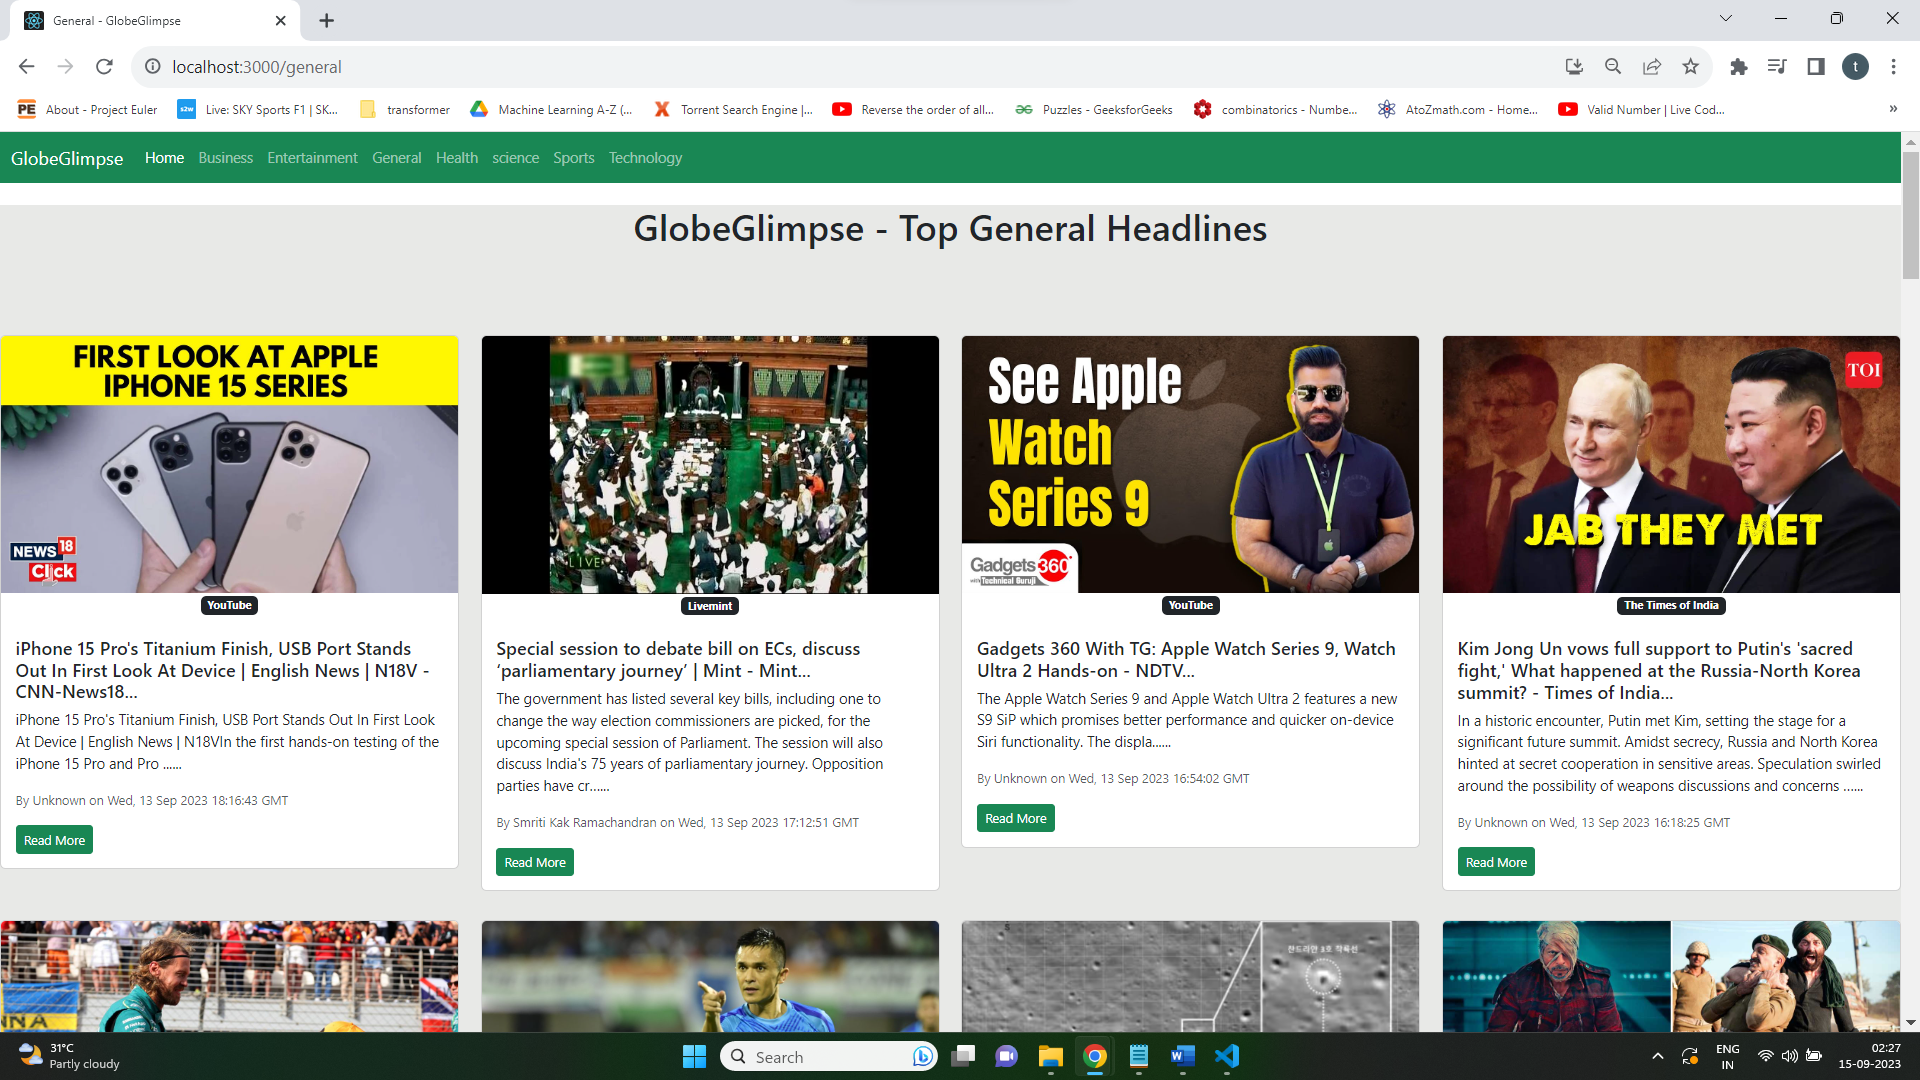 General - GlobeGlimpse
localhost:3000/general
t
PE About - Project Euler
s2w Live: SKY Sports F1 | SK...
transformer
Machine Learning A-Z (...
Torrent Search Engine |...
Reverse the order of all...
Puzzles - GeeksforGeeks
combinatorics - Numbe...
AtoZmath.com - Home...
Valid Number | Live Cod...
»
GlobeGlimpse Home Business Entertainment General Health science Sports Technology
GlobeGlimpse - Top General Headlines
FIRST LOOK AT APPLE
IPHONE 15 SERIES
NEWS 18
Click
YouTube
iPhone 15 Pro's Titanium Finish, USB Port Stands
Out In First Look At Device | English News | N18V -
CNN-News18...
iPhone 15 Pro's Titanium Finish, USB Port Stands Out In First Look
At Device | English News | N18VIn the first hands-on testing of the
iPhone 15 Pro and Pro ......
By Unknown on Wed, 13 Sep 2023 18:16:43 GMT
Read More
LIVE
Livemint
Special session to debate bill on ECs, discuss
‘parliamentary journey’ | Mint - Mint...
The government has listed several key bills, including one to
change the way election commissioners are picked, for the
upcoming special session of Parliament. The session will also
discuss India's 75 years of parliamentary journey. Opposition
parties have cr......
By Smriti Kak Ramachandran on Wed, 13 Sep 2023 17:12:51 GMT
Read More
See Apple
Watch
Series 9
Gadgets 360
with Technical Guruji
YouTube
Gadgets 360 With TG: Apple Watch Series 9, Watch
Ultra 2 Hands-on - NDTV...
The Apple Watch Series 9 and Apple Watch Ultra 2 features a new
S9 SiP which promises better performance and quicker on-device
Siri functionality. The displa......
By Unknown on Wed, 13 Sep 2023 16:54:02 GMT
Read More
TOI
JAB THEY MET
The Times of India
Kim Jong Un vows full support to Putin's 'sacred
fight,' What happened at the Russia-North Korea
summit? - Times of India...
In a historic encounter, Putin met Kim, setting the stage for a
significant future summit. Amidst secrecy, Russia and North Korea
hinted at secret cooperation in sensitive areas. Speculation swirled
around the possibility of weapons discussions and concerns ......
By Unknown on Wed, 13 Sep 2023 16:18:25 GMT
Read More
찬드라얀 3호 착륙선
31°C
Partly cloudy
Search
ENG
IN
02:27
15-09-2023